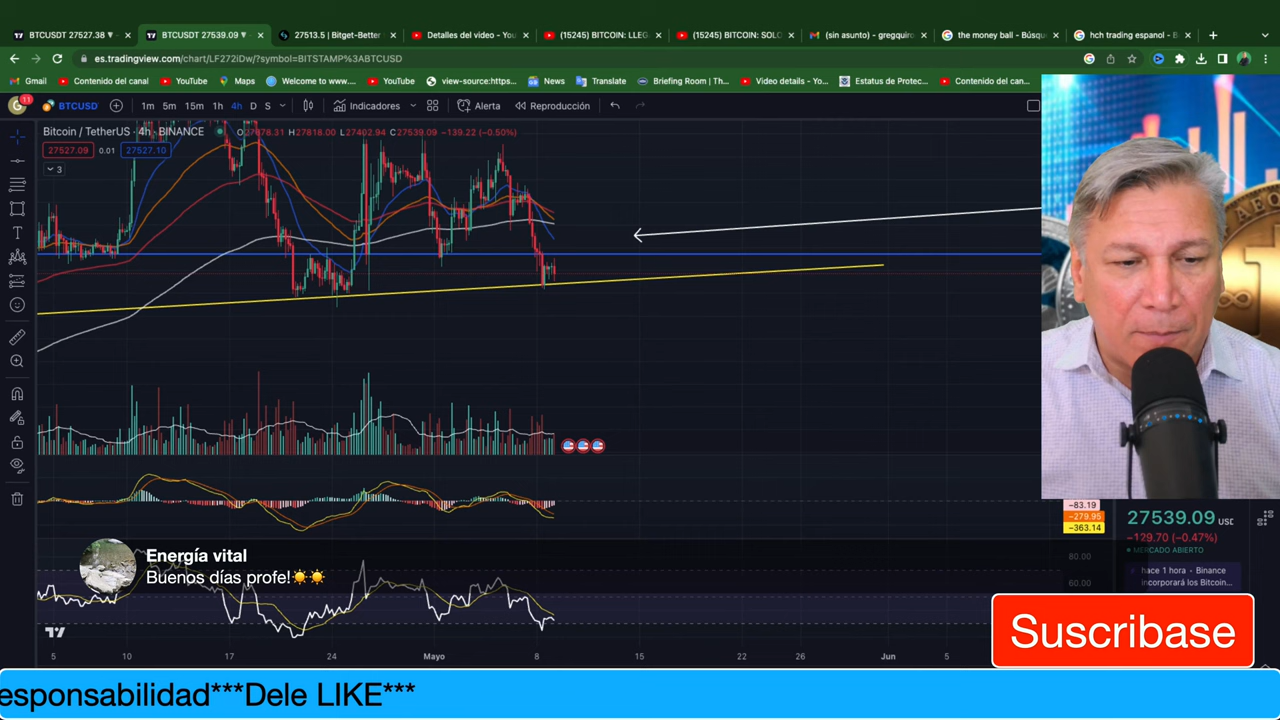 BTCUSDT 27527.38
BTCUSDT 27539.09
27513.5 | Bitget-Better
Detalles del video - You
(15245) BITCOIN: LLEG
(15245) BITCOIN: SOLO
(sin asunto) - gregquiro
the money ball - Búsqu
hch trading espanol - B
es.tradingview.com/chart/LF272iDw/?symbol=BITSTAMP%3ABTCUSD
Gmail
Contenido del canal
YouTube
Maps
Welcome to www....
YouTube
view-source:https...
News
Translate
Briefing Room | Th...
Video details - Yo...
Estatus de Protec...
Contenido del can...
11
BTCUSD
1m 5m 15m 1h 4h D S
Indicadores
Alerta
Reproducción
Bitcoin / TetherUS · 4h · BINANCE
H27818.00 L27402.94 C27539.09 −139.22 (−0.50%)
27527.09 0.01 27527.10
3
−83.19
−279.95
−363.14
27539.09
−129.70 (−0.47%)
MERCADO ABIERTO
hace 1 hora · Binance
incorporará los Bitcoin...
80.00
60.00
Energía vital
Buenos días profe!☀️☀️
Suscribase
5 10 17 24 Mayo 8 15 22 26 Jun 5
esponsabilidad***Dele LIKE***